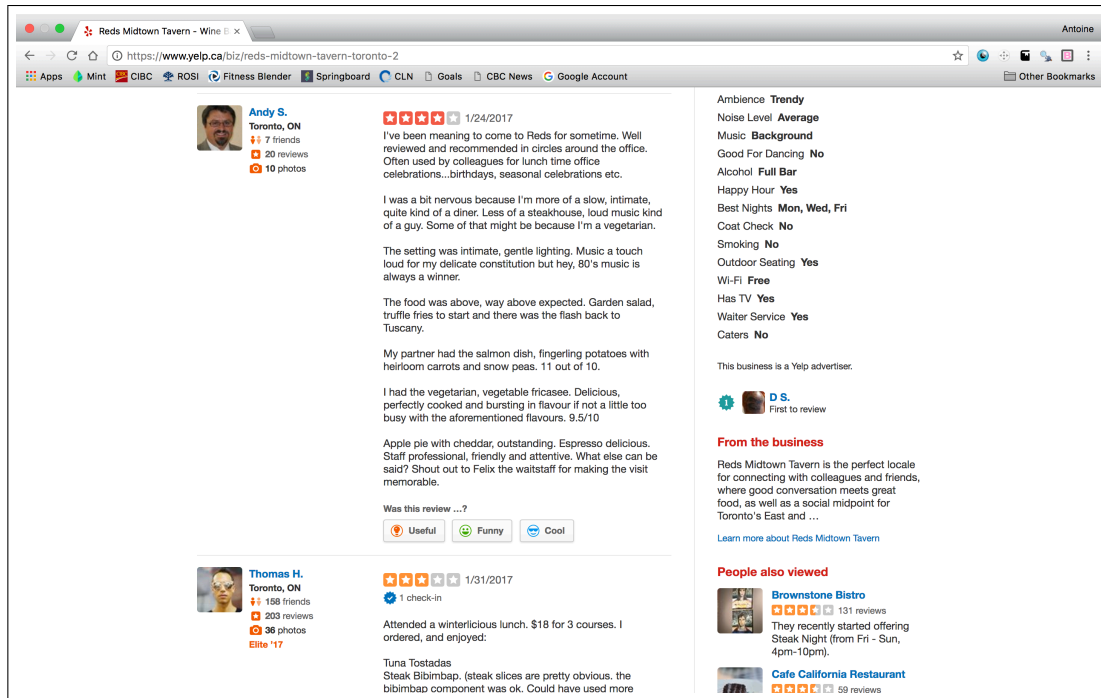 Reds Midtown Tavern - Wine B
Antoine
https://www.yelp.ca/biz/reds-midtown-tavern-toronto-2
Apps Mint CIBC ROSI Fitness Blender Springboard CLN Goals CBC News Google Account Other Bookmarks
Andy S.
Toronto, ON
7 friends
20 reviews
10 photos
1/24/2017
I've been meaning to come to Reds for sometime. Well
reviewed and recommended in circles around the office.
Often used by colleagues for lunch time office
celebrations...birthdays, seasonal celebrations etc.
I was a bit nervous because I'm more of a slow, intimate,
quite kind of a diner. Less of a steakhouse, loud music kind
of a guy. Some of that might be because I'm a vegetarian.
The setting was intimate, gentle lighting. Music a touch
loud for my delicate constitution but hey, 80's music is
always a winner.
The food was above, way above expected. Garden salad,
truffle fries to start and there was the flash back to
Tuscany.
My partner had the salmon dish, fingerling potatoes with
heirloom carrots and snow peas. 11 out of 10.
I had the vegetarian, vegetable fricasee. Delicious,
perfectly cooked and bursting in flavour if not a little too
busy with the aforementioned flavours. 9.5/10
Apple pie with cheddar, outstanding. Espresso delicious.
Staff professional, friendly and attentive. What else can be
said? Shout out to Felix the waitstaff for making the visit
memorable.
Was this review ...?
Useful Funny Cool
Thomas H.
Toronto, ON
158 friends
203 reviews
36 photos
Elite '17
1/31/2017
1 check-in
Attended a winterlicious lunch. $18 for 3 courses. I
ordered, and enjoyed:
Tuna Tostadas
Steak Bibimbap. (steak slices are pretty obvious. the
bibimbap component was ok. Could have used more
Ambience Trendy
Noise Level Average
Music Background
Good For Dancing No
Alcohol Full Bar
Happy Hour Yes
Best Nights Mon, Wed, Fri
Coat Check No
Smoking No
Outdoor Seating Yes
Wi-Fi Free
Has TV Yes
Waiter Service Yes
Caters No
This business is a Yelp advertiser.
1
D S.
First to review
From the business
Reds Midtown Tavern is the perfect locale
for connecting with colleagues and friends,
where good conversation meets great
food, as well as a social midpoint for
Toronto's East and …
Learn more about Reds Midtown Tavern
People also viewed
Brownstone Bistro
131 reviews
They recently started offering
Steak Night (from Fri - Sun,
4pm-10pm).
Cafe California Restaurant
59 reviews